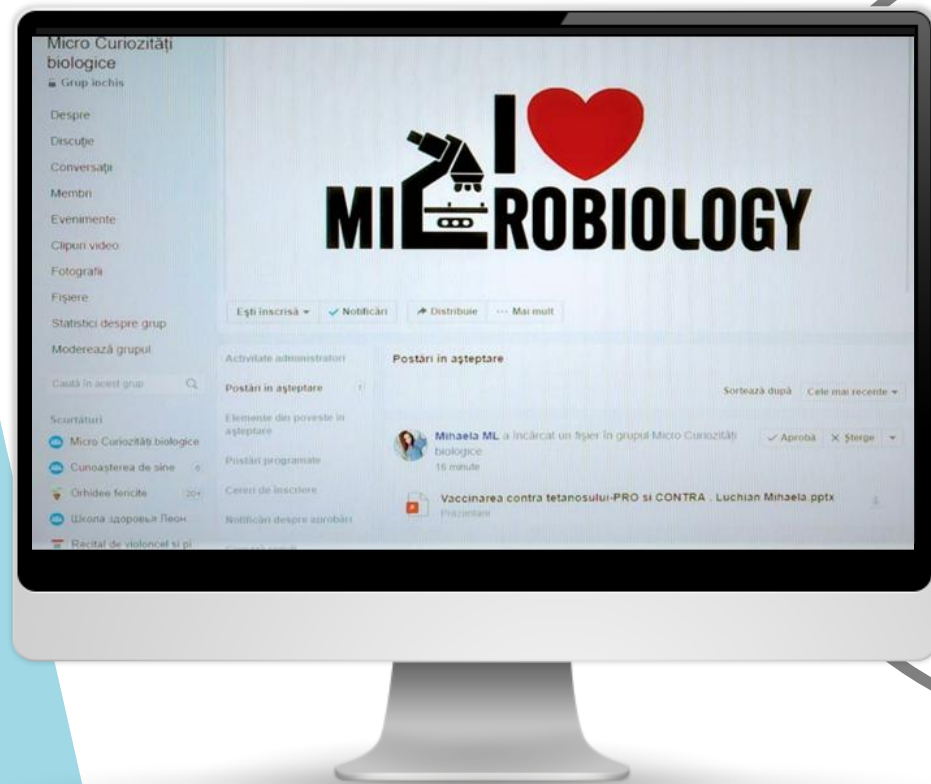 Micro Curiozități
biologice
Grup închis
Despre
Discuție
Conversații
Membri
Evenimente
Clipuri video
Fotografii
Fișiere
Statistici despre grup
Moderează grupul
Caută în acest grup
Scurtături
Micro Curiozități biologice
Cunoașterea de sine 6
Orhidee fericite 20+
Школа здоровья Леон
Recital de violoncel si pi
I
MICROBIOLOGY
Ești înscrisă
Notificări
Distribuie
Mai mult
Activitate administratori
Postări în așteptare 1
Elemente din poveste în
așteptare
Postări programate
Cereri de înscriere
Notificări despre aprobări
Postări în așteptare
Sortează după Cele mai recente
Mihaela ML a încărcat un fișier în grupul Micro Curiozități
biologice
16 minute
Aprobă
Șterge
Vaccinarea contra tetanosului-PRO si CONTRA . Luchian Mihaela.pptx
Prezentare